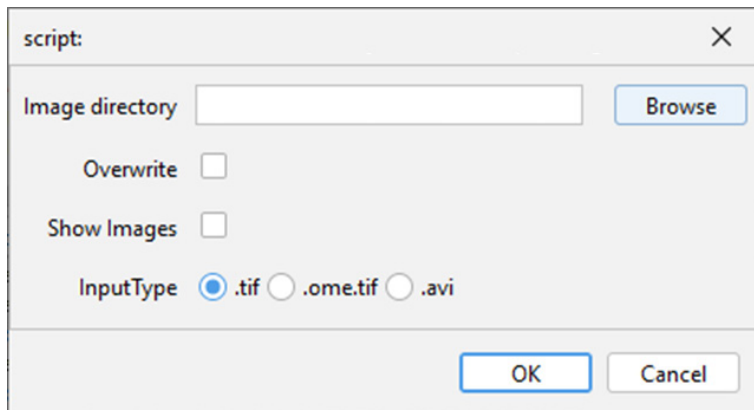 script:
Image directory Browse
Overwrite
Show Images
InputType .tif .ome.tif .avi
OK Cancel